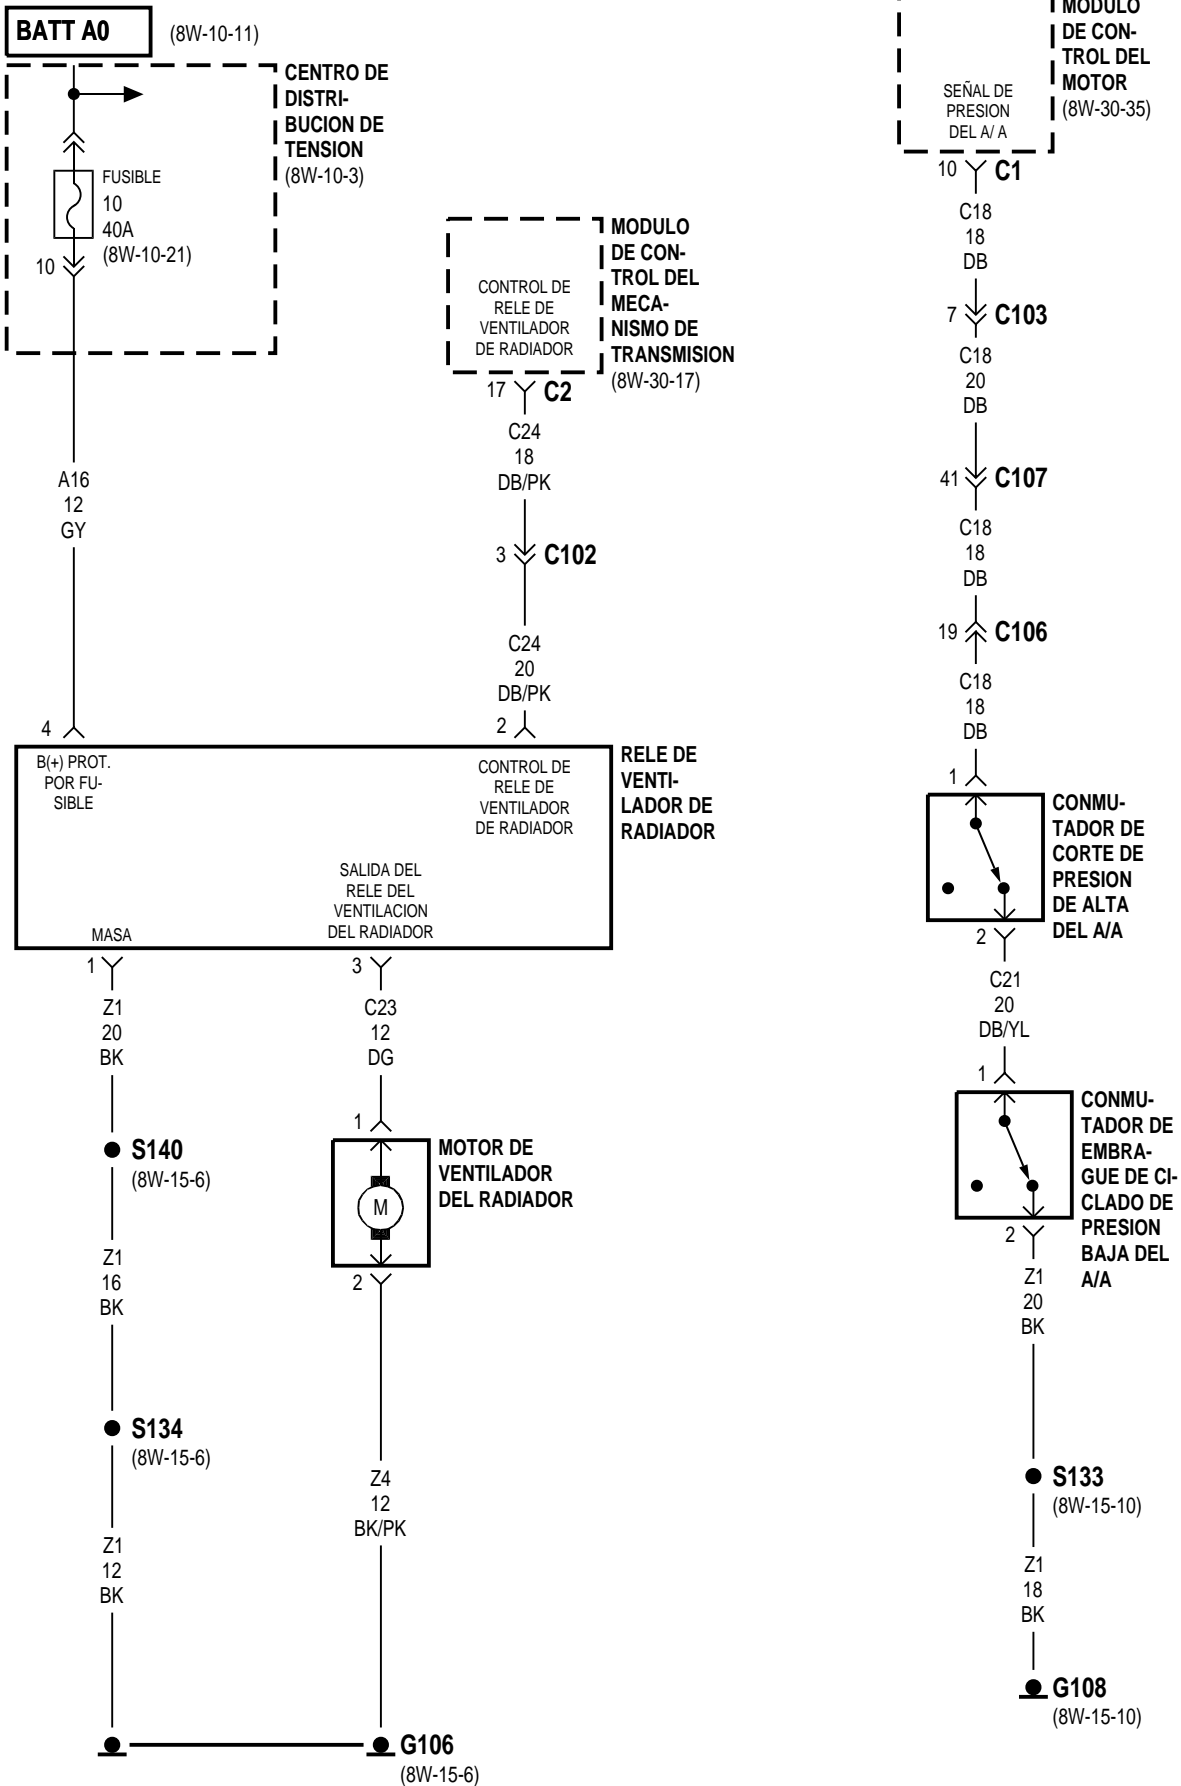 BATT A0
(8W-10-11)
CENTRO DE
DISTRI-
BUCION DE
TENSION
(8W-10-3)
FUSIBLE
10
40A
(8W-10-21)
10
A16
12
GY
MODULO
DE CON-
TROL DEL
MECA-
NISMO DE
TRANSMISION
(8W-30-17)
CONTROL DE
RELE DE
VENTILADOR
DE RADIADOR
17
C2
C24
18
DB/PK
3
C102
C24
20
DB/PK
4
2
B(+) PROT.
POR FU-
SIBLE
CONTROL DE
RELE DE
VENTILADOR
DE RADIADOR
RELE DE
VENTI-
LADOR DE
RADIADOR
SALIDA DEL
RELE DEL
VENTILACION
DEL RADIADOR
MASA
1
3
Z1
20
BK
C23
12
DG
S140
(8W-15-6)
1
MOTOR DE
VENTILADOR
DEL RADIADOR
M
2
Z1
16
BK
S134
(8W-15-6)
Z4
12
BK/PK
Z1
12
BK
G106
(8W-15-6)
MODULO
DE CON-
TROL DEL
MOTOR
(8W-30-35)
SEÑAL DE
PRESION
DEL A/ A
10
C1
C18
18
DB
7
C103
C18
20
DB
41
C107
C18
18
DB
19
C106
C18
18
DB
1
CONMU-
TADOR DE
CORTE DE
PRESION
DE ALTA
DEL A/A
2
C21
20
DB/YL
1
CONMU-
TADOR DE
EMBRA-
GUE DE CI-
CLADO DE
PRESION
BAJA DEL
A/A
2
Z1
20
BK
S133
(8W-15-10)
Z1
18
BK
G108
(8W-15-10)